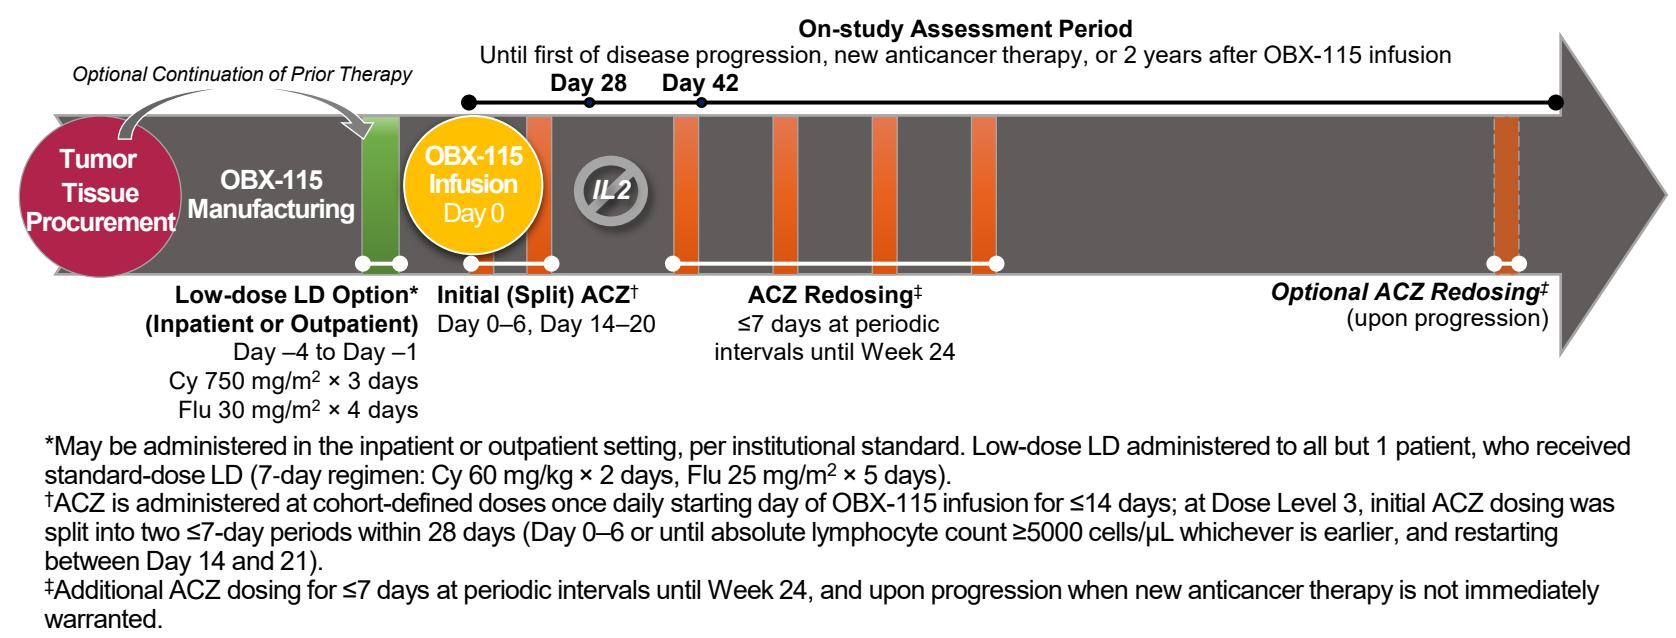 On-study Assessment Period
Until first of disease progression, new anticancer therapy, or 2 years after OBX-115 infusion
Optional Continuation of Prior Therapy
Day 28
Day 42
Tumor
Tissue
Procurement
OBX-115
Manufacturing
OBX-115
Infusion
Day 0
IL2
Low-dose LD Option*
(Inpatient or Outpatient)
Day –4 to Day –1
Cy 750 mg/m² × 3 days
Flu 30 mg/m² × 4 days
Initial (Split) ACZ†
Day 0–6, Day 14–20
ACZ Redosing‡
≤7 days at periodic
intervals until Week 24
Optional ACZ Redosing‡
(upon progression)
*May be administered in the inpatient or outpatient setting, per institutional standard. Low-dose LD administered to all but 1 patient, who received
standard-dose LD (7-day regimen: Cy 60 mg/kg × 2 days, Flu 25 mg/m² × 5 days).
†ACZ is administered at cohort-defined doses once daily starting day of OBX-115 infusion for ≤14 days; at Dose Level 3, initial ACZ dosing was
split into two ≤7-day periods within 28 days (Day 0–6 or until absolute lymphocyte count ≥5000 cells/µL whichever is earlier, and restarting
between Day 14 and 21).
‡Additional ACZ dosing for ≤7 days at periodic intervals until Week 24, and upon progression when new anticancer therapy is not immediately
warranted.